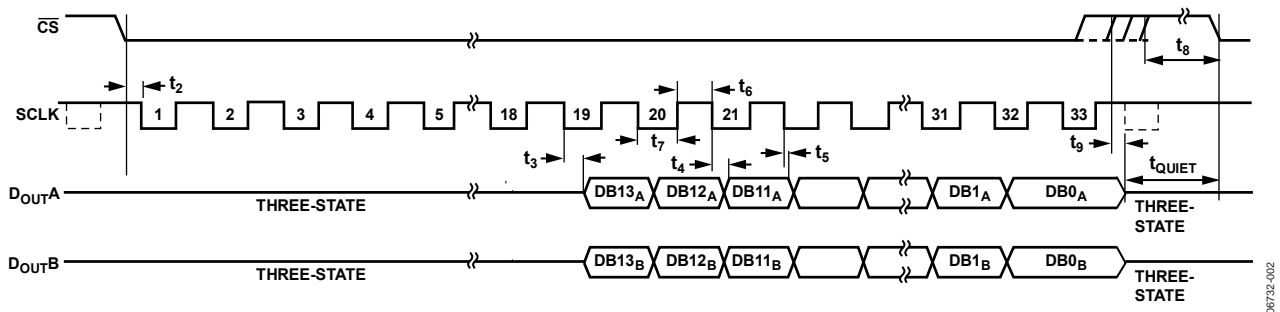 CS
t8
t2
t6
SCLK
1 2 3 4 5 18 19 20 21 31 32 33
t3
t7
t4
t5
t9
tQUIET
DOUTA
THREE-STATE
DB13A DB12A DB11A DB1A DB0A
THREE-
STATE
DOUTB
THREE-STATE
DB13B DB12B DB11B DB1B DB0B
THREE-
STATE
06732-002